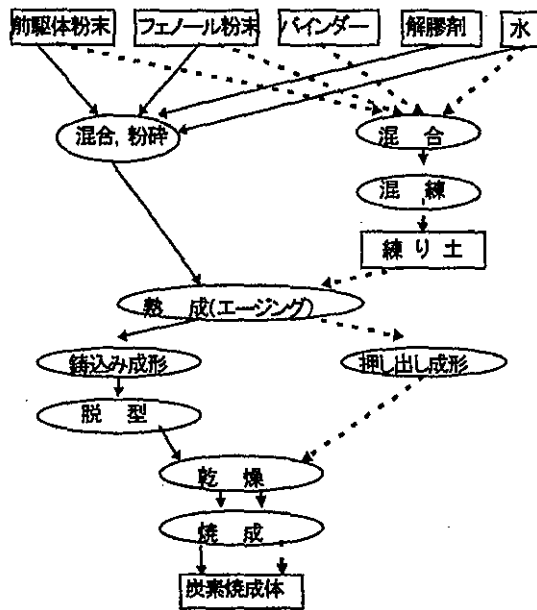 前駆体粉末
フェノール粉末
バインダー
解膠剤
水
混合, 粉砕
混 合
混 練
練 り 土
熟 成(エージング)
鋳込み成形
押し出し成形
脱 型
乾 燥
焼 成
炭素焼成体